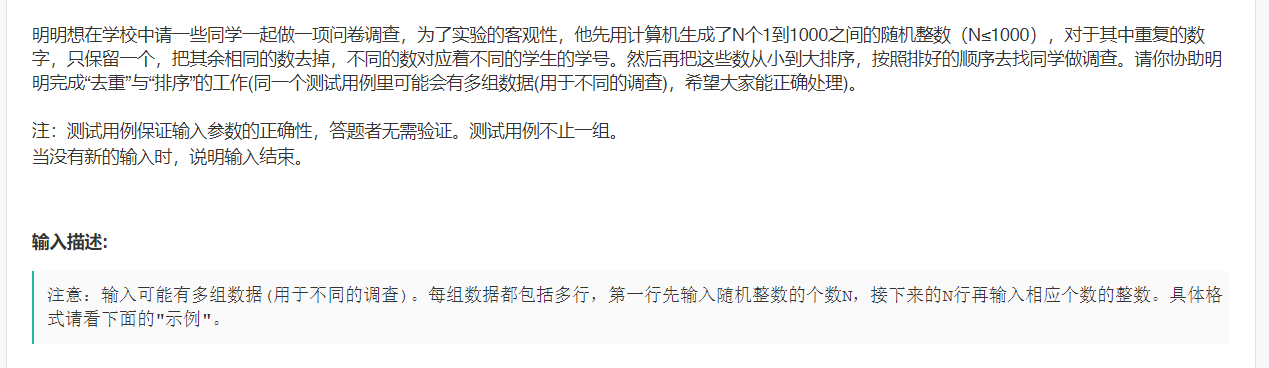 明明想在学校中请一些同学一起做一项问卷调查，为了实验的客观性，他先用计算机生成了N个1到1000之间的随机整数（N≤1000），对于其中重复的数
字，只保留一个，把其余相同的数去掉，不同的数对应着不同的学生的学号。然后再把这些数从小到大排序，按照排好的顺序去找同学做调查。请你协助明
明完成“去重”与“排序”的工作(同一个测试用例里可能会有多组数据(用于不同的调查)，希望大家能正确处理)。
注：测试用例保证输入参数的正确性，答题者无需验证。测试用例不止一组。
当没有新的输入时，说明输入结束。
输入描述:
注意：输入可能有多组数据(用于不同的调查)。每组数据都包括多行，第一行先输入随机整数的个数N，接下来的N行再输入相应个数的整数。具体格
式请看下面的"示例"。